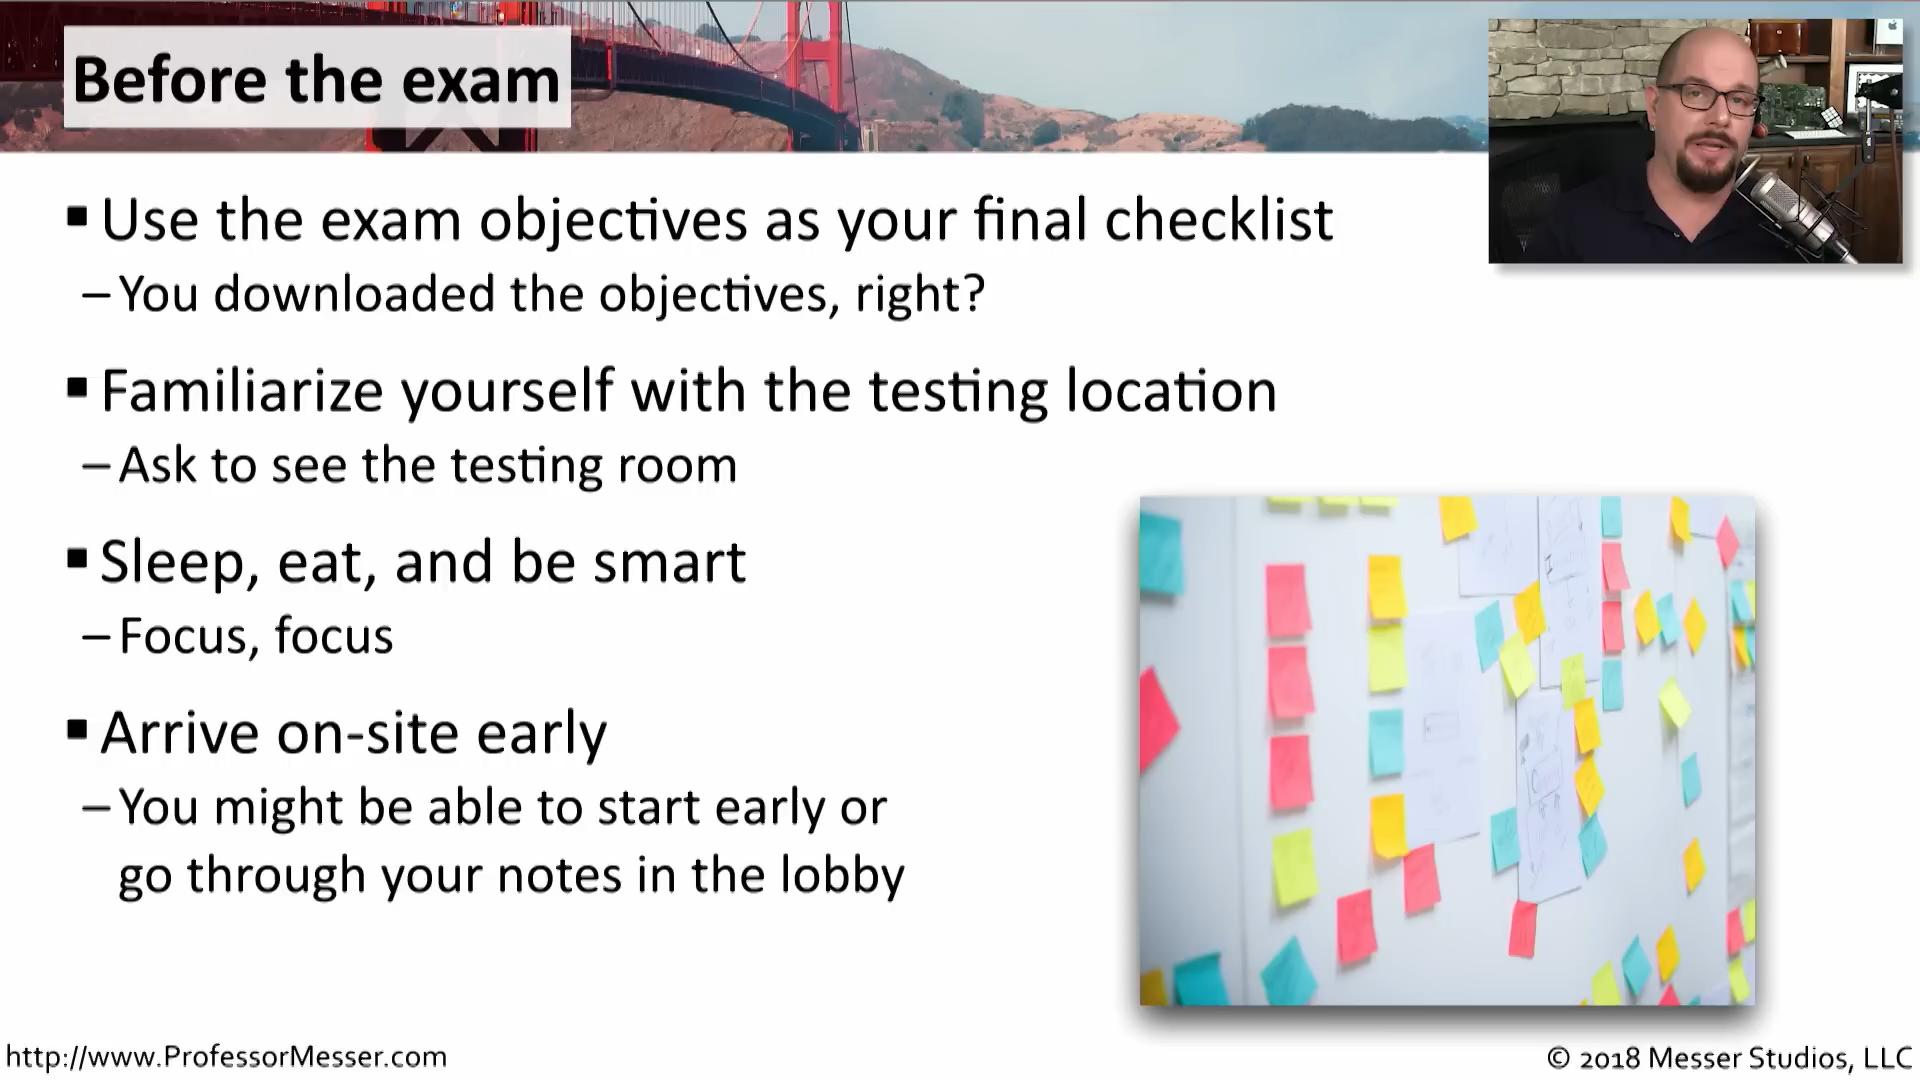 Before the exam
▪ Use the exam objectives as your final checklist
– You downloaded the objectives, right?
▪ Familiarize yourself with the testing location
– Ask to see the testing room
▪ Sleep, eat, and be smart
– Focus, focus
▪ Arrive on-site early
– You might be able to start early or
go through your notes in the lobby
http://www.ProfessorMesser.com
© 2018 Messer Studios, LLC